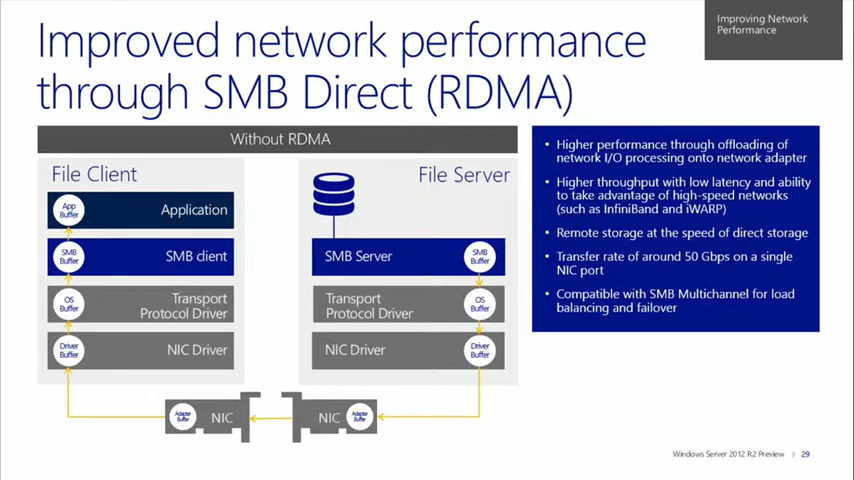 Improving Network
Performance
Improved network performance
through SMB Direct (RDMA)
Without RDMA
File Client
App
Buffer
Application
SMB
Buffer
SMB client
OS
Buffer
Transport
Protocol Driver
Driver
Buffer
NIC Driver
File Server
SMB Server
SMB
Buffer
Transport
Protocol Driver
OS
Buffer
NIC Driver
Driver
Buffer
Adapter
Buffer
NIC
NIC
Adapter
Buffer
• Higher performance through offloading of
network I/O processing onto network adapter
• Higher throughput with low latency and ability
to take advantage of high-speed networks
(such as InfiniBand and iWARP)
• Remote storage at the speed of direct storage
• Transfer rate of around 50 Gbps on a single
NIC port
• Compatible with SMB Multichannel for load
balancing and failover
Windows Server 2012 R2 Preview | 29